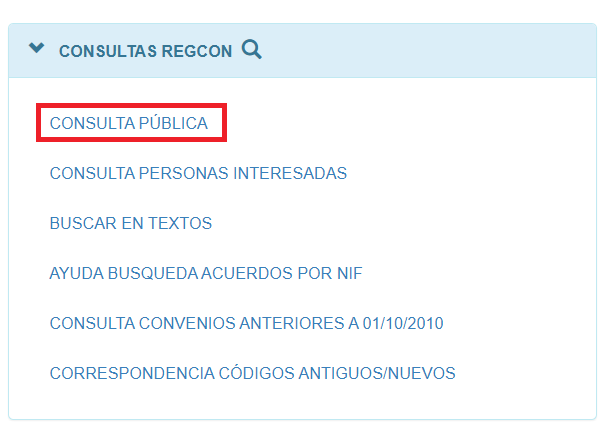 CONSULTAS REGCON
CONSULTA PÚBLICA
CONSULTA PERSONAS INTERESADAS
BUSCAR EN TEXTOS
AYUDA BUSQUEDA ACUERDOS POR NIF
CONSULTA CONVENIOS ANTERIORES A 01/10/2010
CORRESPONDENCIA CÓDIGOS ANTIGUOS/NUEVOS